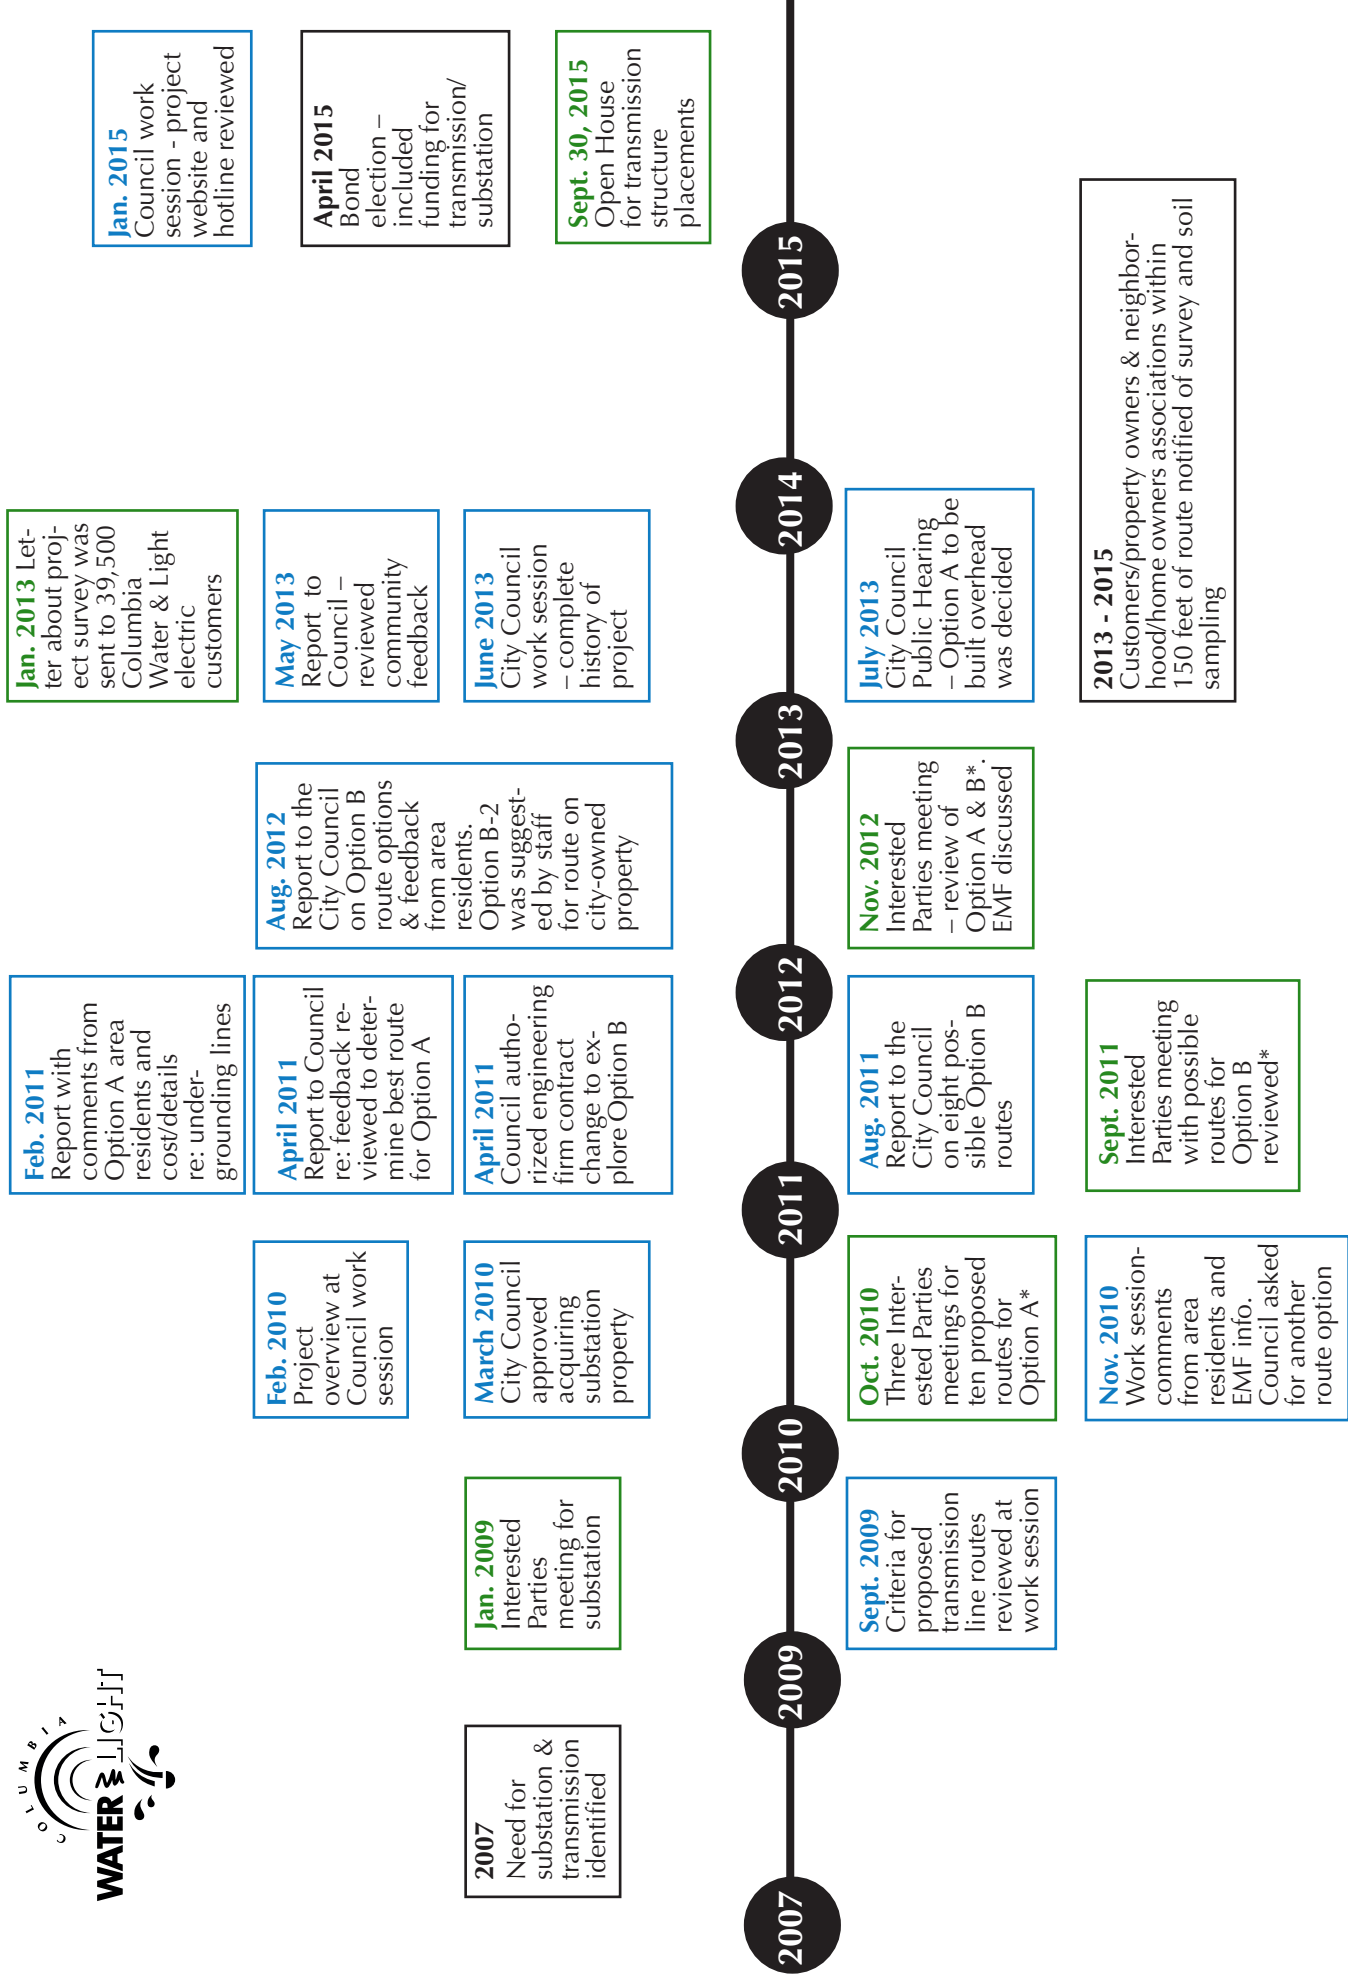 COLUMBIA
WATER & LIGHT
2007
Need for
substation &
transmission
identified
Jan. 2009
Interested
Parties
meeting for
substation
Sept. 2009
Criteria for
proposed
transmission
line routes
reviewed at
work session
Feb. 2010
Project
overview at
Council work
session
March 2010
City Council
approved
acquiring
substation
property
Oct. 2010
Three Inter-
ested Parties
meetings for
ten proposed
routes for
Option A*
Nov. 2010
Work session-
comments
from area
residents and
EMF info.
Council asked
for another
route option
Feb. 2011
Report with
comments from
Option A area
residents and
cost/details
re: under-
grounding lines
April 2011
Report to Council
re: feedback re-
viewed to deter-
mine best route
for Option A
April 2011
Council autho-
rized engineering
firm contract
change to ex-
plore Option B
Aug. 2011
Report to the
City Council
on eight pos-
sible Option B
routes
Sept. 2011
Interested
Parties meeting
with possible
routes for
Option B
reviewed*
Aug. 2012
Report to the
City Council
on Option B
route options
& feedback
from area
residents.
Option B-2
was suggest-
ed by staff
for route on
city-owned
property
Nov. 2012
Interested
Parties meeting
– review of
Option A & B*.
EMF discussed
Jan. 2013 Let-
ter about proj-
ect survey was
sent to 39,500
Columbia
Water & Light
electric
customers
May 2013
Report to
Council –
reviewed
community
feedback
June 2013
City Council
work session
– complete
history of
project
July 2013
City Council
Public Hearing
– Option A to be
built overhead
was decided
2013 - 2015
Customers/property owners & neighbor-
hood/home owners associations within
150 feet of route notified of survey and soil
sampling
Jan. 2015
Council work
session - project
website and
hotline reviewed
April 2015
Bond
election –
included
funding for
transmission/
substation
Sept. 30, 2015
Open House
for transmission
structure
placements
2007
2009
2010
2011
2012
2013
2014
2015